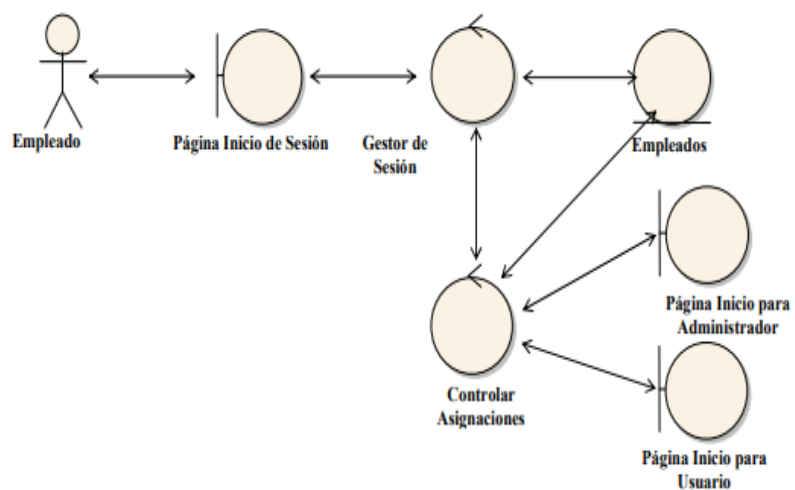 Empleado
Página Inicio de Sesión
Gestor de
Sesión
Empleados
Página Inicio para
Administrador
Controlar
Asignaciones
Página Inicio para
Usuario